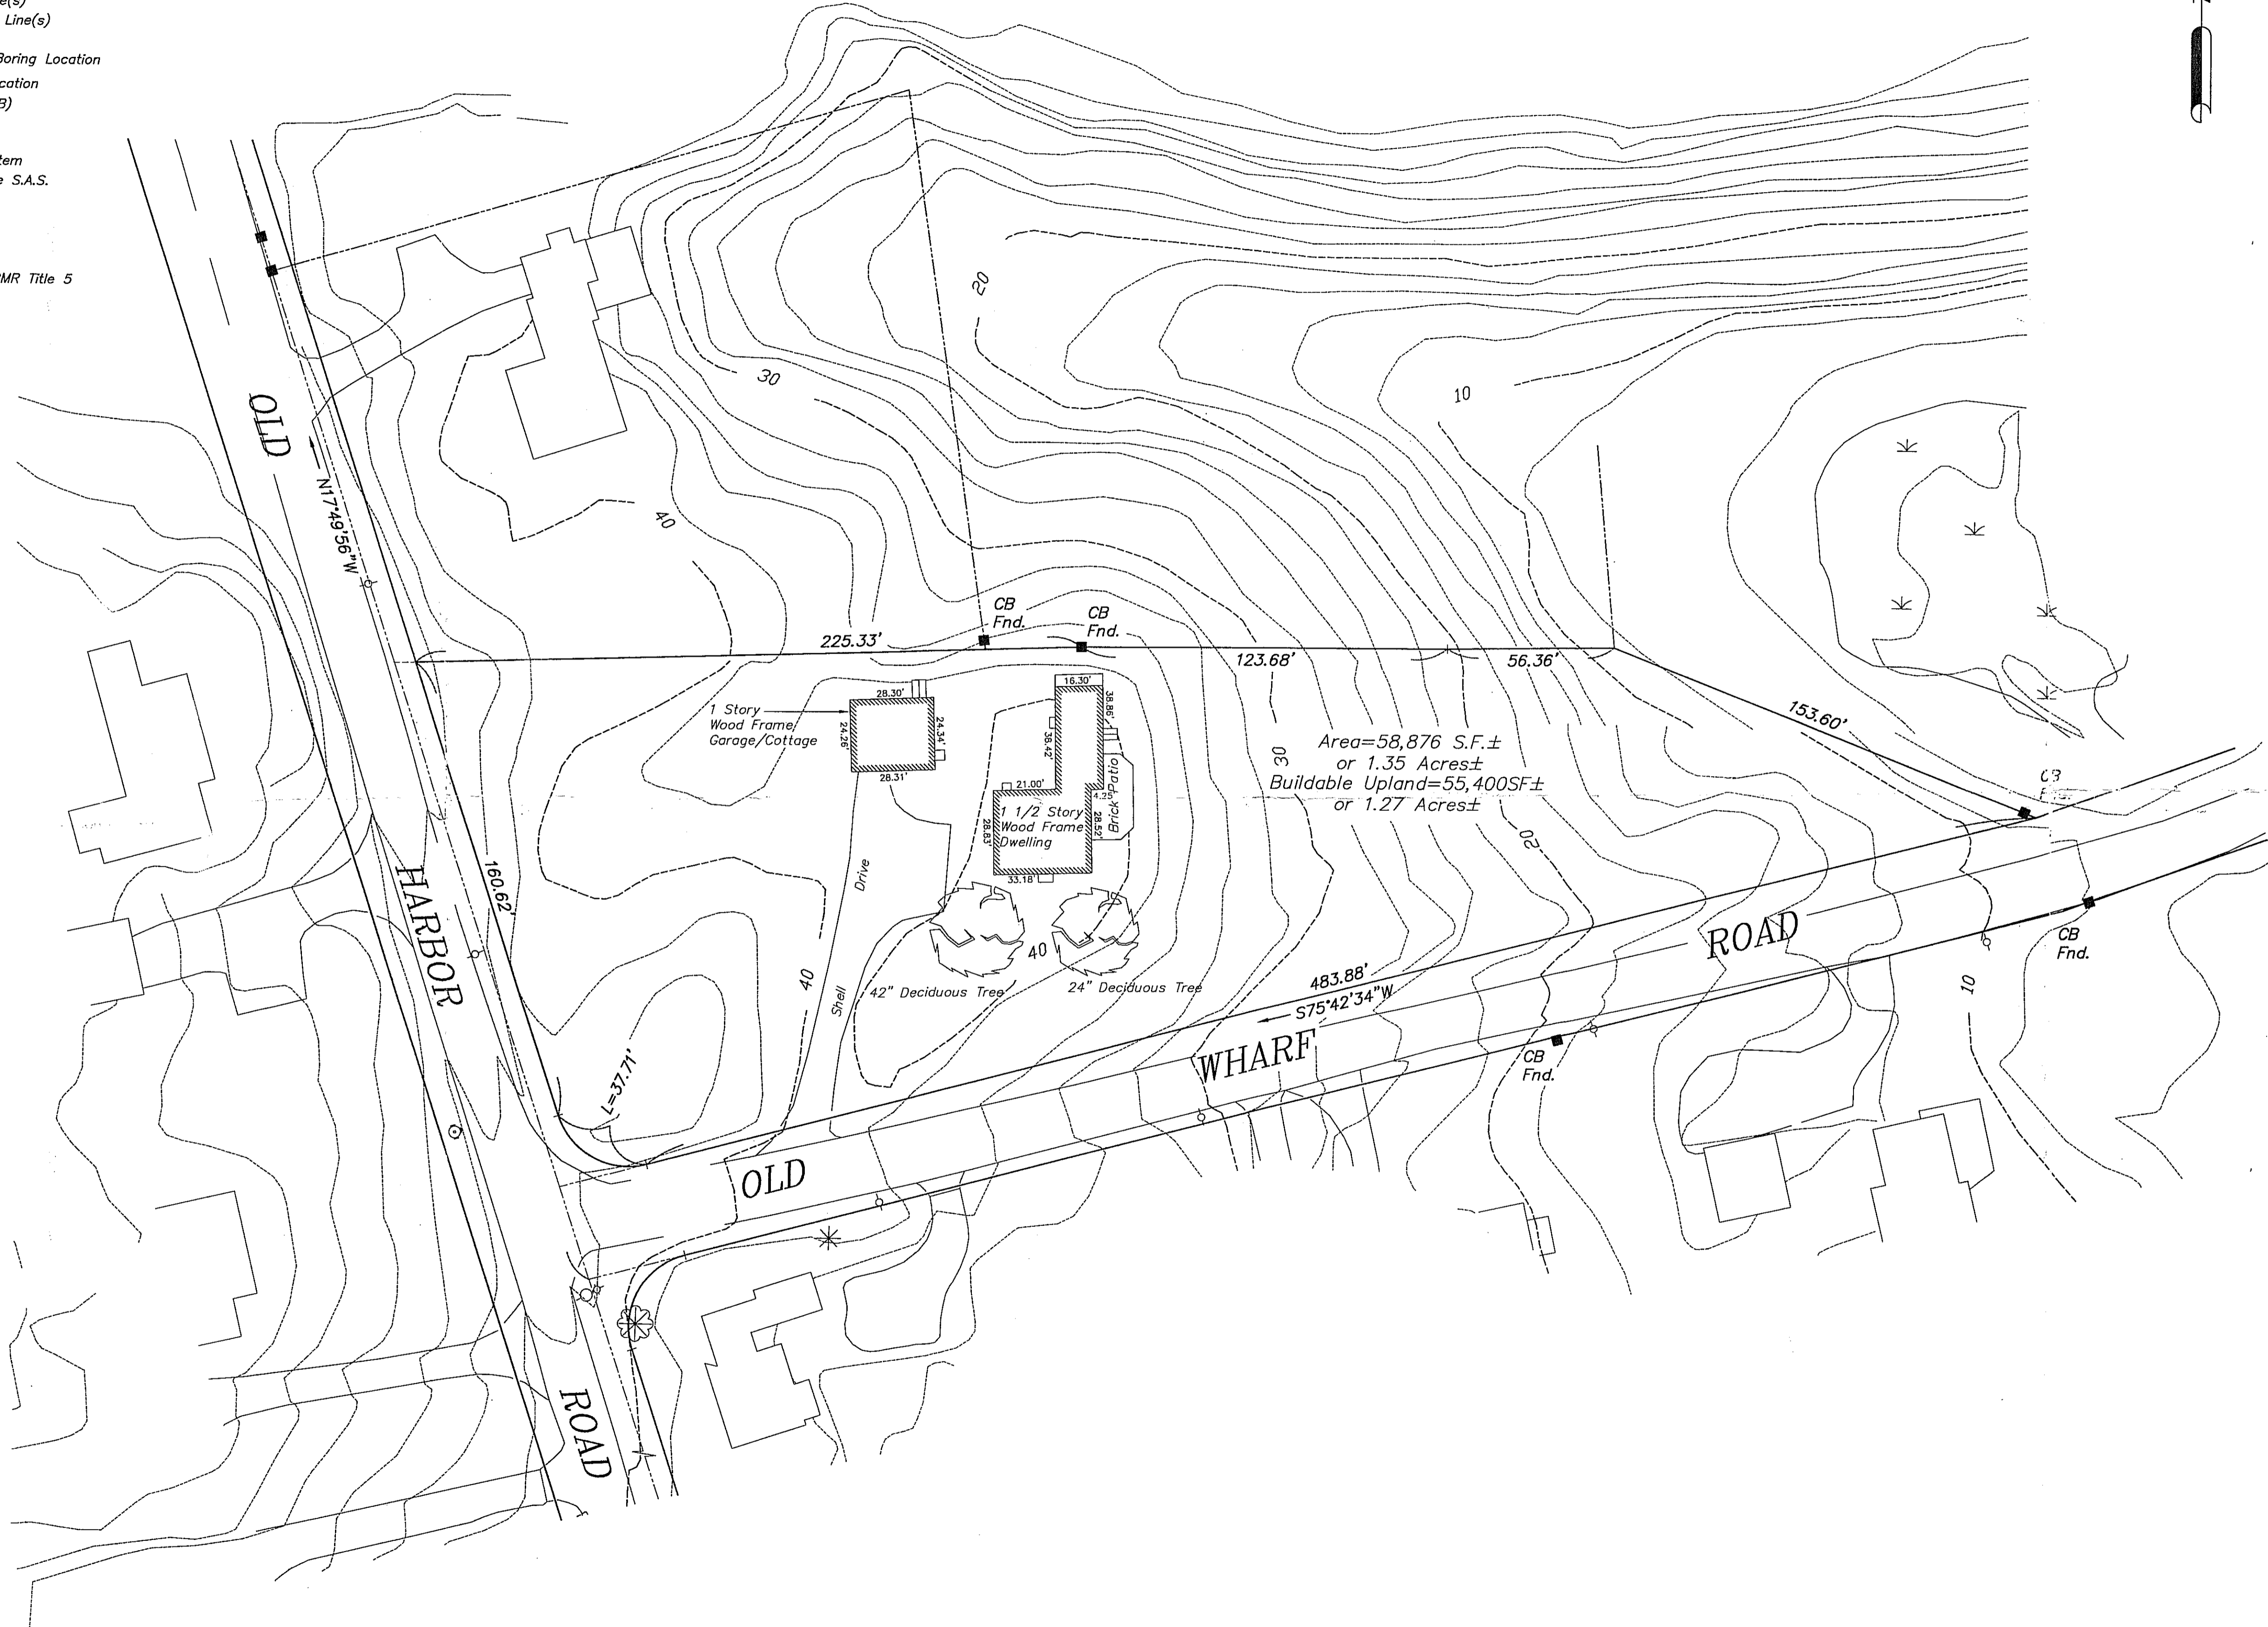 Line(s)
Boring Location
MR Title 5
OLD
N17°49'56"W
HARBOR
160.62'
ROAD
20
30
10
40
CB
Fnd.
CB
Fnd.
225.33'
123.68'
56.36'
153.60'
1 Story
Wood Frame
Garage/Cottage
28.30'
24.26'
24.34'
28.31'
16.30'
38.86'
38.42'
21.00'
4.25
28.83'
28.52'
33.18'
1 1/2 Story
Wood Frame
Dwelling
Brick Patio
30
Area=58,876 S.F.±
or 1.35 Acres±
Buildable Upland=55,400SF±
or 1.27 Acres±
20
CB
Drive
Shell
40
40
42" Deciduous Tree
24" Deciduous Tree
L=37.71'
483.88'
S75°42'34"W
OLD
WHARF
ROAD
CB
Fnd.
CB
Fnd.
10